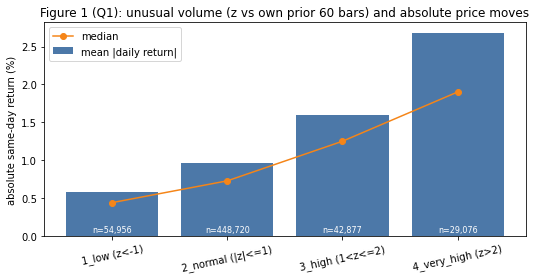 Figure 1 (Q1): unusual volume (z vs own prior 60 bars) and absolute price moves
median
mean |daily return|
absolute same-day return (%)
2.5
2.0
1.5
1.0
0.5
0.0
n=54,956
n=448,720
n=42,877
n=29,076
1_low (z<-1)
2_normal (|z|<=1)
3_high (1<z<=2)
4_very_high (z>2)